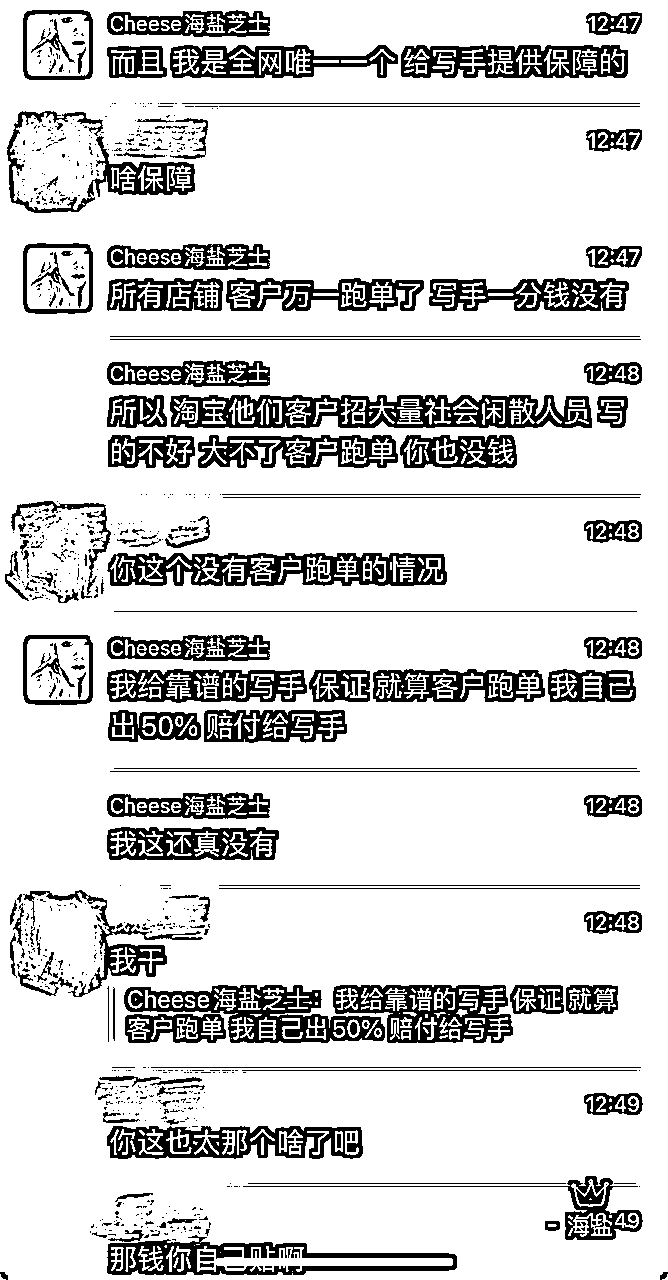 Cheese海盐芝士 12:47
而且 我是全网唯一一个 给写手提供保障的
12:47
啥保障
Cheese海盐芝士 12:47
所有店铺 客户万一跑单了 写手一分钱没有
Cheese海盐芝士 12:48
所以 淘宝他们客户招大量社会闲散人员 写
的不好 大不了客户跑单 你也没钱
12:48
你这个没有客户跑单的情况
Cheese海盐芝士 12:48
我给靠谱的写手 保证 就算客户跑单 我自己
出50% 赔付给写手
Cheese海盐芝士 12:48
我这还真没有
12:48
我干
Cheese海盐芝士：我给靠谱的写手 保证 就算
客户跑单 我自己出50% 赔付给写手
12:49
你这也太那个啥了吧
- 海盐 :49
那钱你自己贴啊